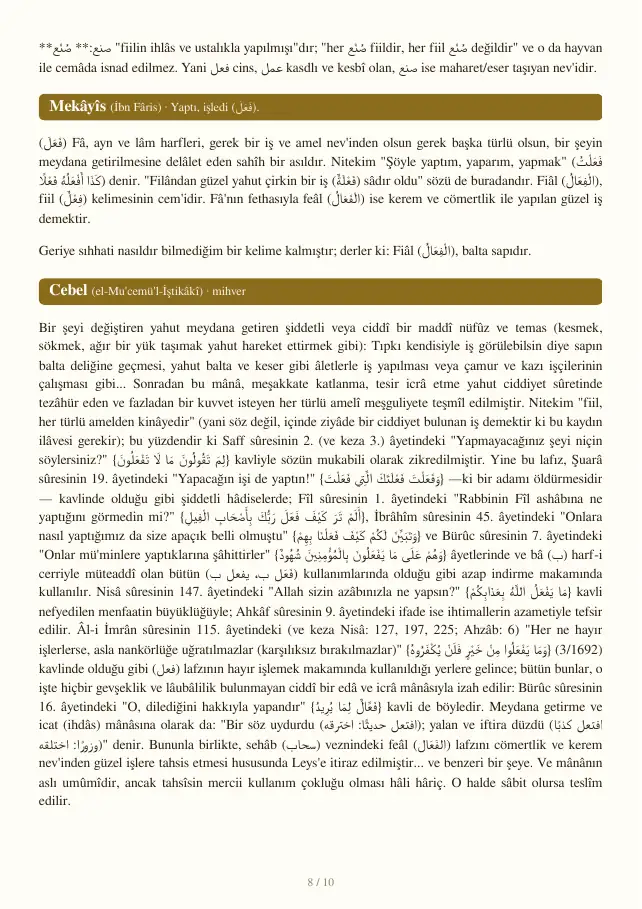 **صنع:** صُنْع "fiilin ihlâs ve ustalıkla yapılmışı"dır; "her صُنْع fiildir, her fiil صُنْع değildir" ve o da hayvan
ile cemâda isnad edilmez. Yani فعل cins, عمل kasdlı ve kesbî olan, صنع ise maharet/eser taşıyan nev'idir.
Mekâyîs (İbn Fâris) · Yaptı, işledi (فَعَلَ).
(فَعَلَ) Fâ, ayn ve lâm harfleri, gerek bir iş ve amel nev'inden olsun gerek başka türlü olsun, bir şeyin
meydana getirilmesine delâlet eden sahîh bir asıldır. Nitekim "Şöyle yaptım, yaparım, yapmak" (فَعَلْتُ
كَذَا أَفْعَلُهُ فَعْلًا) denir. "Filândan güzel yahut çirkin bir iş (فَعْلَةٌ) sâdır oldu" sözü de buradandır. Fiâl (الْفِعَالُ),
fiil (فِعْلٌ) kelimesinin cem'idir. Fâ'nın fethasıyla feâl (الْفَعَالُ) ise kerem ve cömertlik ile yapılan güzel iş
demektir.
Geriye sıhhati nasıldır bilmediğim bir kelime kalmıştır; derler ki: Fiâl (الْفِعَالُ), balta sapıdır.
Cebel (el-Mu'cemü'l-İştikâkî) · mihver
Bir şeyi değiştiren yahut meydana getiren şiddetli veya ciddî bir maddî nüfûz ve temas (kesmek,
sökmek, ağır bir yük taşımak yahut hareket ettirmek gibi): Tıpkı kendisiyle iş görülebilsin diye sapın
balta deliğine geçmesi, yahut balta ve keser gibi âletlerle iş yapılması veya çamur ve kazı işçilerinin
çalışması gibi... Sonradan bu mânâ, meşakkate katlanma, tesir icrâ etme yahut ciddiyet sûretinde
tezâhür eden ve fazladan bir kuvvet isteyen her türlü amelî meşguliyete teşmîl edilmiştir. Nitekim "fiil,
her türlü amelden kinâyedir" (yani söz değil, içinde ziyâde bir ciddiyet bulunan iş demektir ki bu kaydın
ilâvesi gerekir); bu yüzdendir ki Saff sûresinin 2. (ve keza 3.) âyetindeki "Yapmayacağınız şeyi niçin
söylersiniz?" {لِمَ تَقُولُونَ مَا لَا تَفْعَلُونَ} kavliyle sözün mukabili olarak zikredilmiştir. Yine bu lafız, Şuarâ
sûresinin 19. âyetindeki "Yapacağın işi de yaptın!" {وَفَعَلْتَ فَعْلَتَكَ الَّتِي فَعَلْتَ} —ki bir adamı öldürmesidir
— kavlinde olduğu gibi şiddetli hâdiselerde; Fîl sûresinin 1. âyetindeki "Rabbinin Fîl ashâbına ne
yaptığını görmedin mi?" {أَلَمْ تَرَ كَيْفَ فَعَلَ رَبُّكَ بِأَصْحَابِ الْفِيلِ}, İbrâhîm sûresinin 45. âyetindeki "Onlara
nasıl yaptığımız da size apaçık belli olmuştu" {وَتَبَيَّنَ لَكُمْ كَيْفَ فَعَلْنَا بِهِمْ} ve Bürûc sûresinin 7. âyetindeki
"Onlar mü'minlere yaptıklarına şâhittirler" {وَهُمْ عَلَى مَا يَفْعَلُونَ بِالْمُؤْمِنِينَ شُهُودٌ} âyetlerinde ve bâ (ب) harf-i
cerriyle müteaddî olan bütün (فَعَل ب، يفعل ب) kullanımlarında olduğu gibi azap indirme makamında
kullanılır. Nisâ sûresinin 147. âyetindeki "Allah sizin azâbınızla ne yapsın?" {مَا يَفْعَلُ اللَّهُ بِعَذَابِكُمْ} kavli
nefyedilen menfaatin büyüklüğüyle; Ahkâf sûresinin 9. âyetindeki ifade ise ihtimallerin azametiyle tefsir
edilir. Âl-i İmrân sûresinin 115. âyetindeki (ve keza Nisâ: 127, 197, 225; Ahzâb: 6) "Her ne hayır
işlerlerse, asla nankörlüğe uğratılmazlar (karşılıksız bırakılmazlar)" {وَمَا يَفْعَلُوا مِنْ خَيْرٍ فَلَنْ يُكْفَرُوهُ} (3/1692)
kavlinde olduğu gibi (فعل) lafzının hayır işlemek makamında kullanıldığı yerlere gelince; bütün bunlar, o
işte hiçbir gevşeklik ve lâubâlilik bulunmayan ciddî bir edâ ve icrâ mânâsıyla izah edilir: Bürûc sûresinin
16. âyetindeki "O, dilediğini hakkıyla yapandır" {فَعَّالٌ لِمَا يُرِيدُ} kavli de böyledir. Meydana getirme ve
icat (ihdâs) mânâsına olarak da: "Bir söz uydurdu (افتعل حديثًا: اخترقه); yalan ve iftira düzdü (افتعل كذبًا
وزورًا: اختلقه)" denir. Bununla birlikte, sehâb (سحاب) veznindeki feâl (الفَعَال) lafzını cömertlik ve kerem
nev'inden güzel işlere tahsis etmesi hususunda Leys'e itiraz edilmiştir... ve benzeri bir şeye. Ve mânânın
aslı umûmîdir, ancak tahsîsin mercii kullanım çokluğu olması hâli hâriç. O halde sâbit olursa teslîm
edilir.
8 / 10